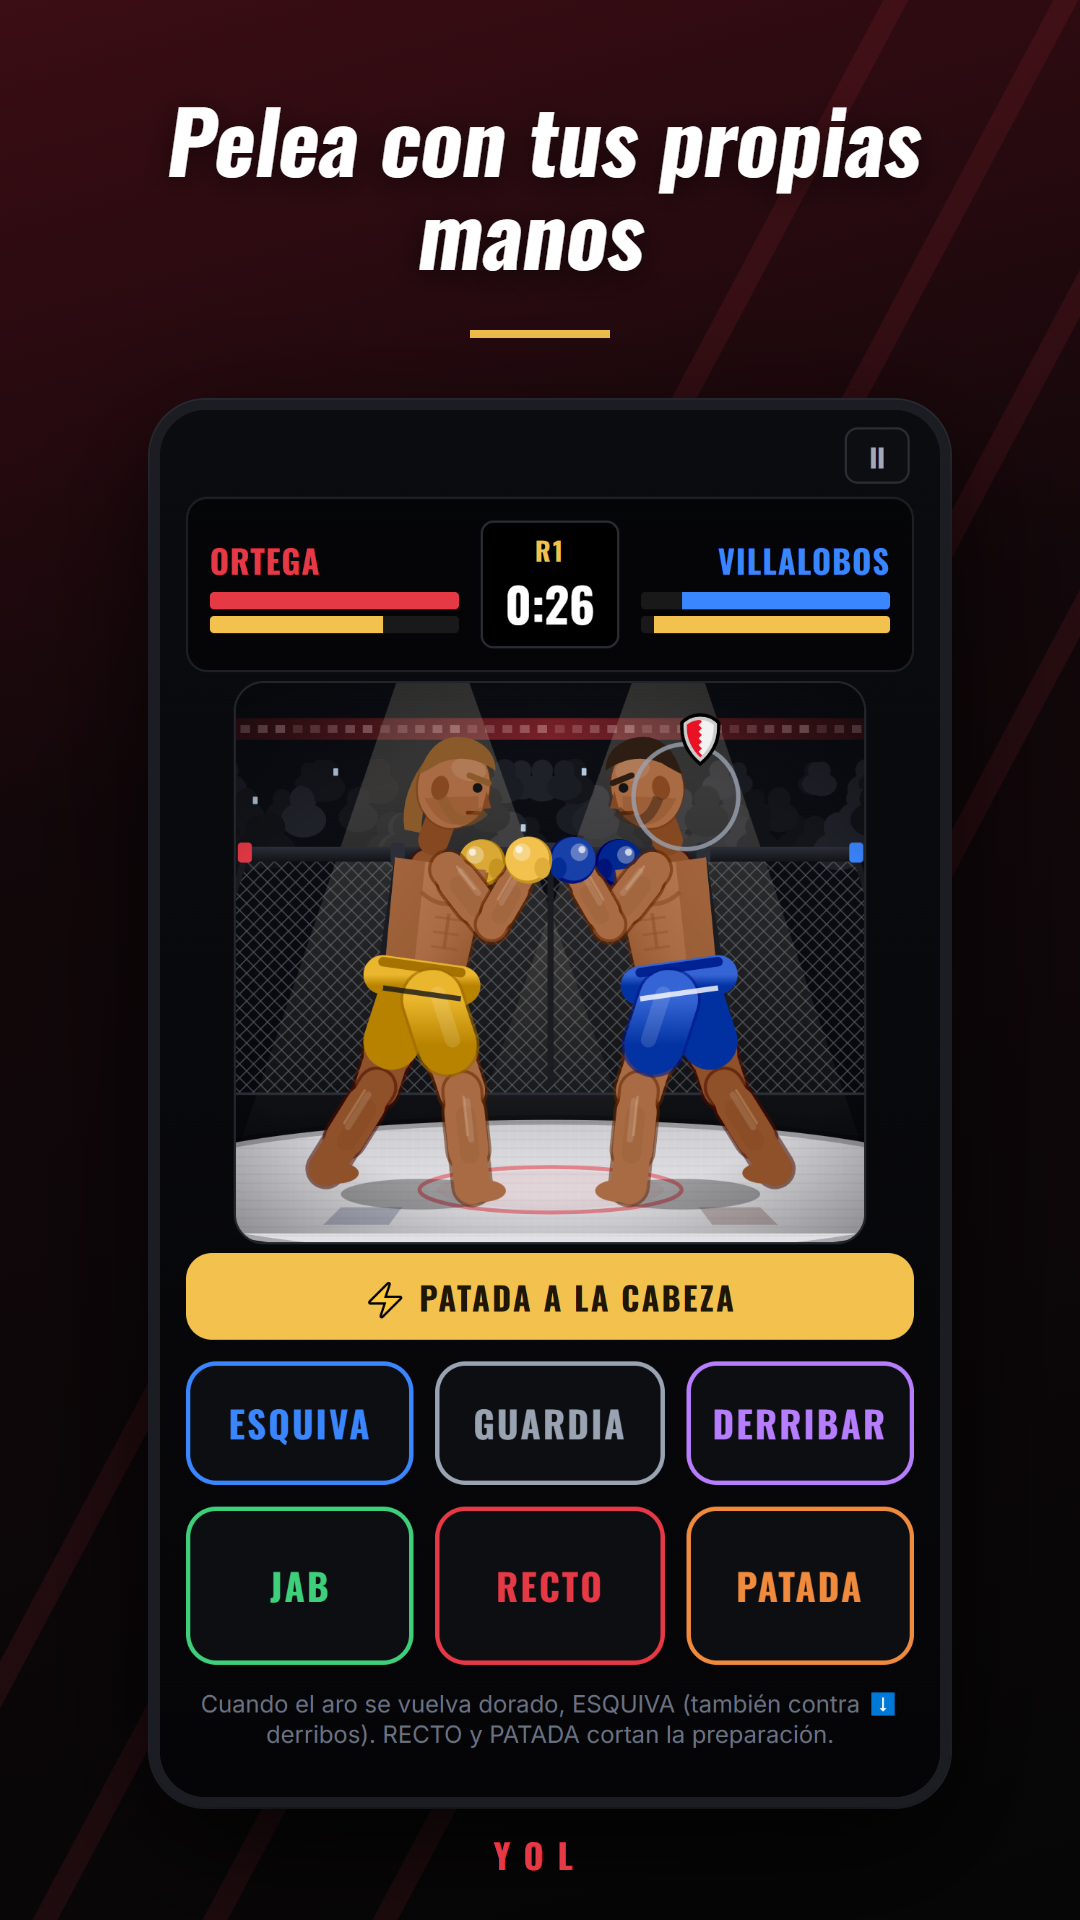 Pelea con tus propias
manos
ORTEGA
R1
0:26
VILLALOBOS
PATADA A LA CABEZA
ESQUIVA
GUARDIA
DERRIBAR
JAB
RECTO
PATADA
Cuando el aro se vuelva dorado, ESQUIVA (también contra ⬇️
derribos). RECTO y PATADA cortan la preparación.
YOL